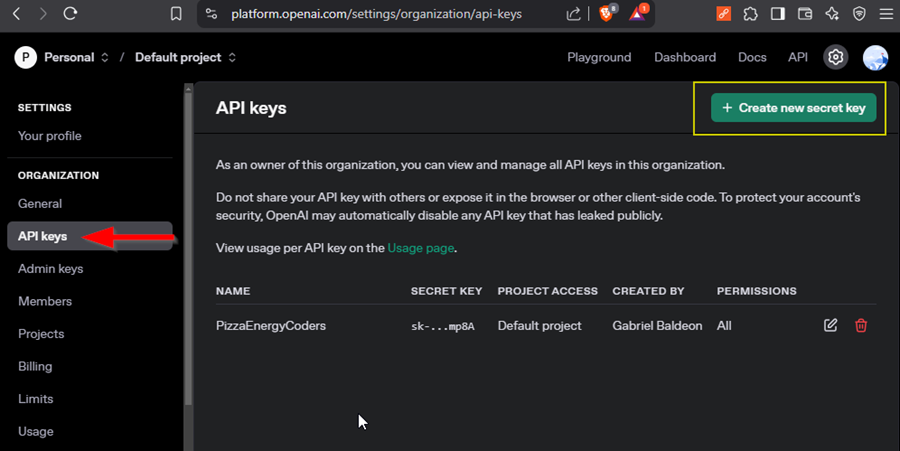 platform.openai.com/settings/organization/api-keys
8
1
P Personal / Default project
Playground Dashboard Docs API
SETTINGS
Your profile
ORGANIZATION
General
API keys
Admin keys
Members
Projects
Billing
Limits
Usage
API keys
+ Create new secret key
As an owner of this organization, you can view and manage all API keys in this organization.
Do not share your API key with others or expose it in the browser or other client-side code. To protect your account's
security, OpenAI may automatically disable any API key that has leaked publicly.
View usage per API key on the Usage page.
NAME SECRET KEY PROJECT ACCESS CREATED BY PERMISSIONS
PizzaEnergyCoders sk-...mp8A Default project Gabriel Baldeon All